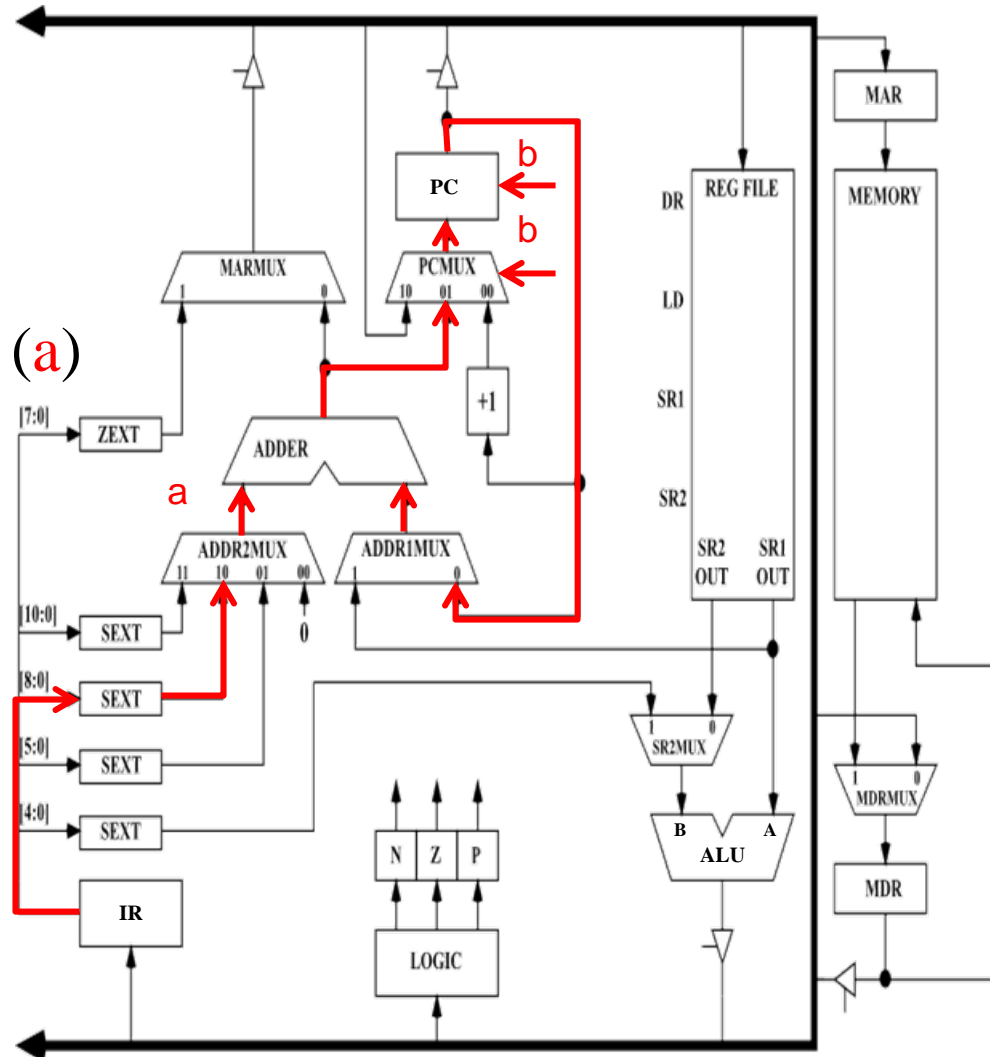 MAR
b
PC
DR
REG FILE
MEMORY
b
MARMUX
1
0
PCMUX
10
01
00
LD
(a)
[7:0]
ZEXT
+1
SR1
ADDER
a
SR2
ADDR2MUX
11
10
01
00
ADDR1MUX
1
0
SR2
OUT
SR1
OUT
[10:0]
SEXT
0
[8:0]
SEXT
1
0
SR2MUX
[5:0]
SEXT
1
0
MDRMUX
[4:0]
SEXT
B
A
ALU
N
Z
P
MDR
IR
LOGIC